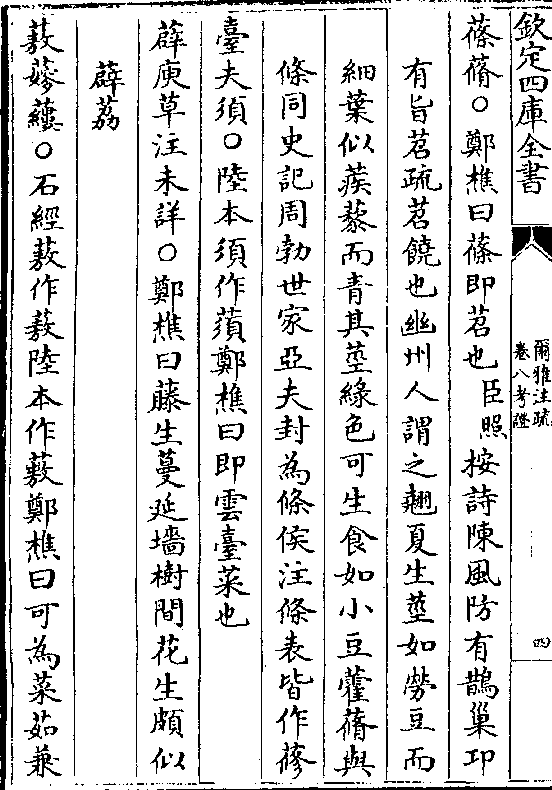 欽定四庫全書
爾雅注疏
卷八考證
四
蓧蓨○鄭樵曰蓧即苕也臣照按詩陳風防有鵲巢邛
有旨苕疏苕饒也幽州人謂之翹夏生莖如勞豆而
細葉似蒺藜而青其莖綠色可生食如小豆藿蓨與
條同史記周勃世家亞夫封為條侯注條表皆作蓚
臺夫須○陸本須作蕦鄭樵曰即雲臺菜也
薜庾草注未詳○鄭樵曰藤生蔓延墻樹間花生頗似
薜荔
蔜䕅䕯○石經蔜作蔜陸本作藙鄭樵曰可為菜茹兼